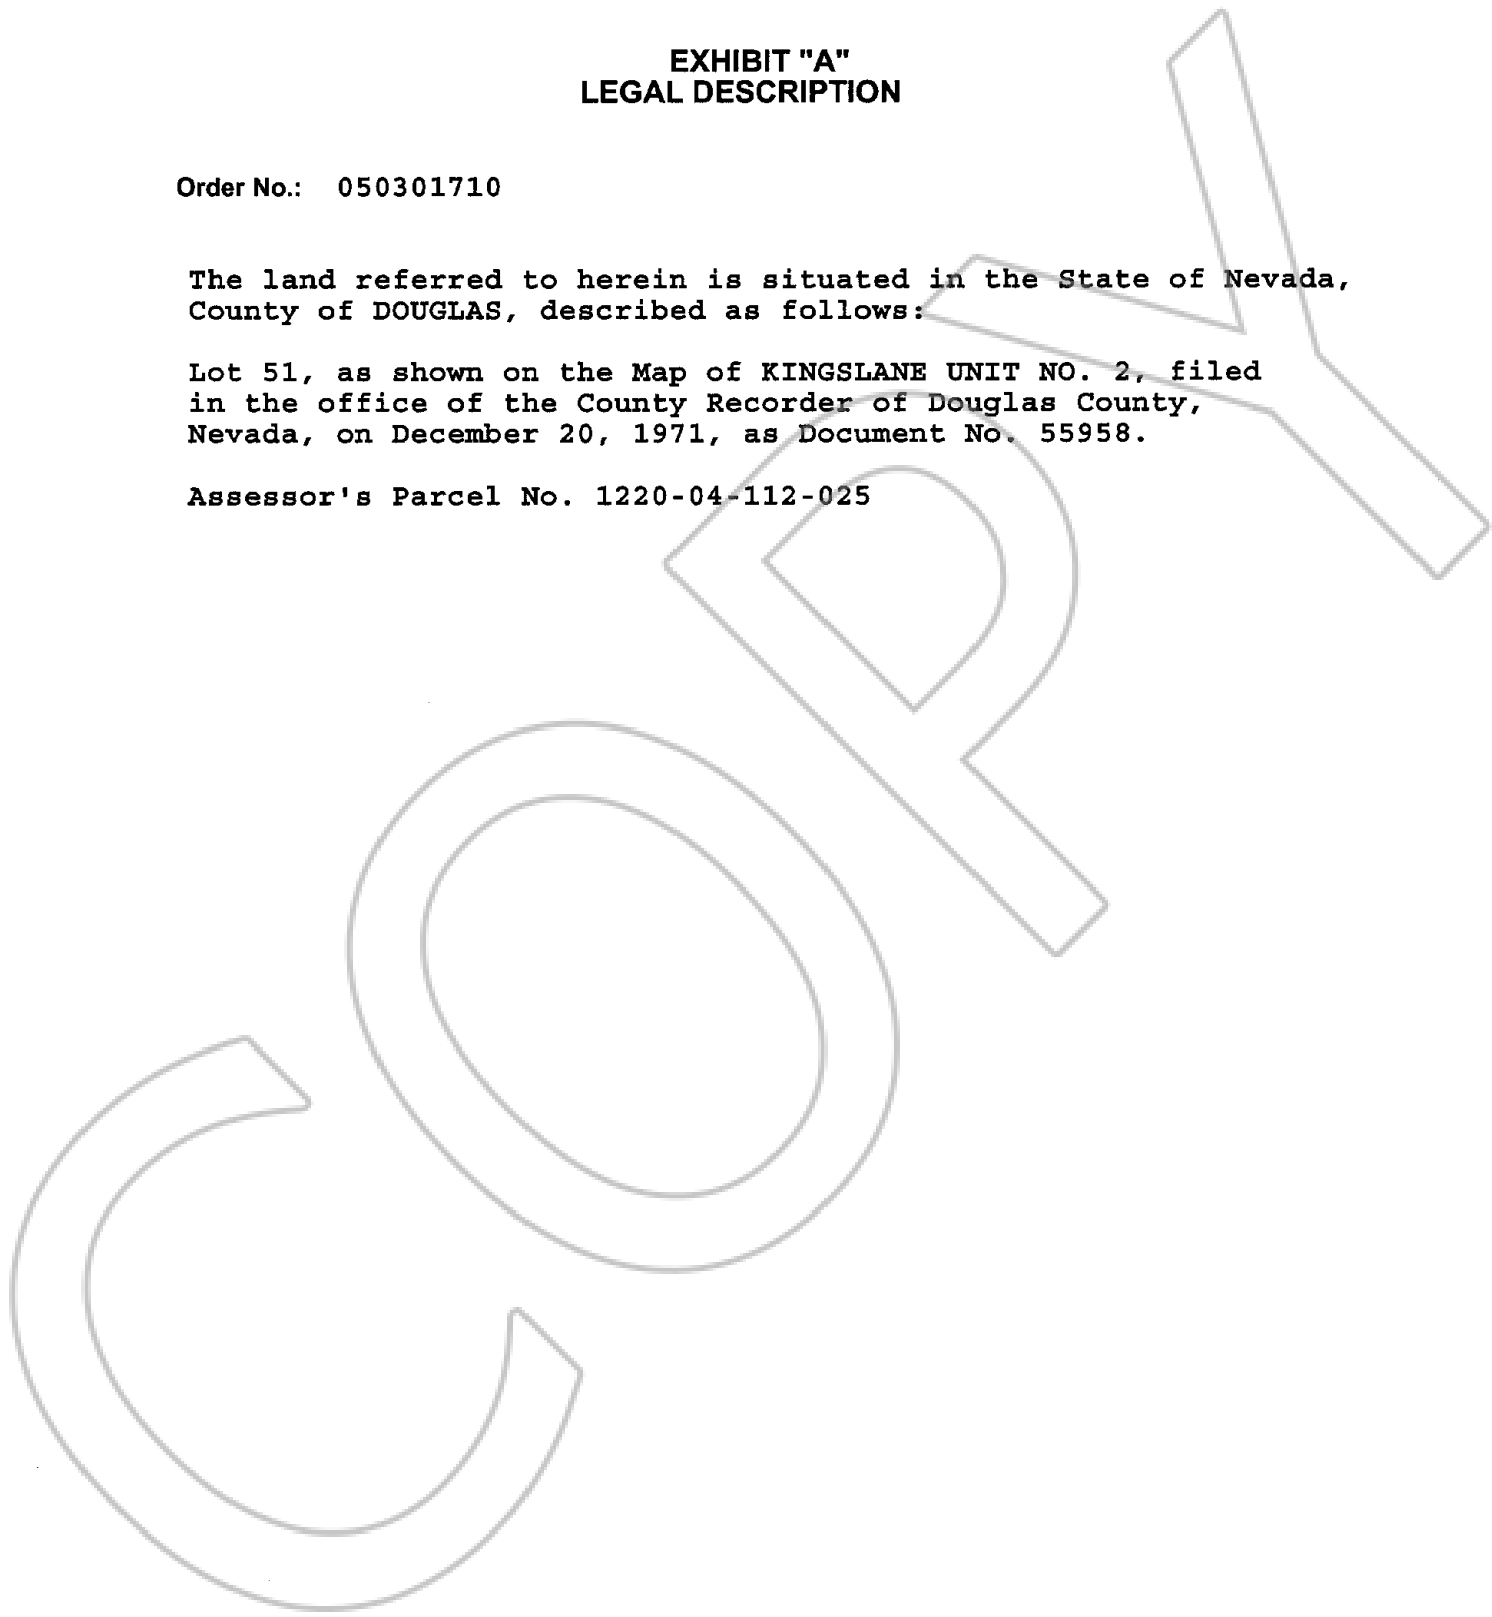 EXHIBIT "A"
LEGAL DESCRIPTION
Order No.: 050301710
The land referred to herein is situated in the State of Nevada,
County of DOUGLAS, described as follows:
Lot 51, as shown on the Map of KINGSLANE UNIT NO. 2, filed
in the office of the County Recorder of Douglas County,
Nevada, on December 20, 1971, as Document No. 55958.
Assessor's Parcel No. 1220-04-112-025
COPY